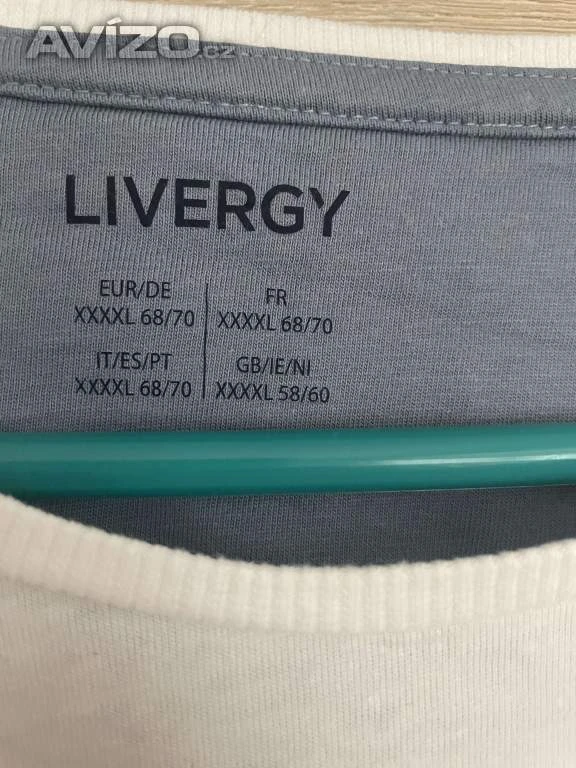 AVÍZO.cz
LIVERGY
EUR/DE
XXXXL 68/70
FR
XXXXL 68/70
IT/ES/PT
XXXXL 68/70
GB/IE/NI
XXXXL 58/60